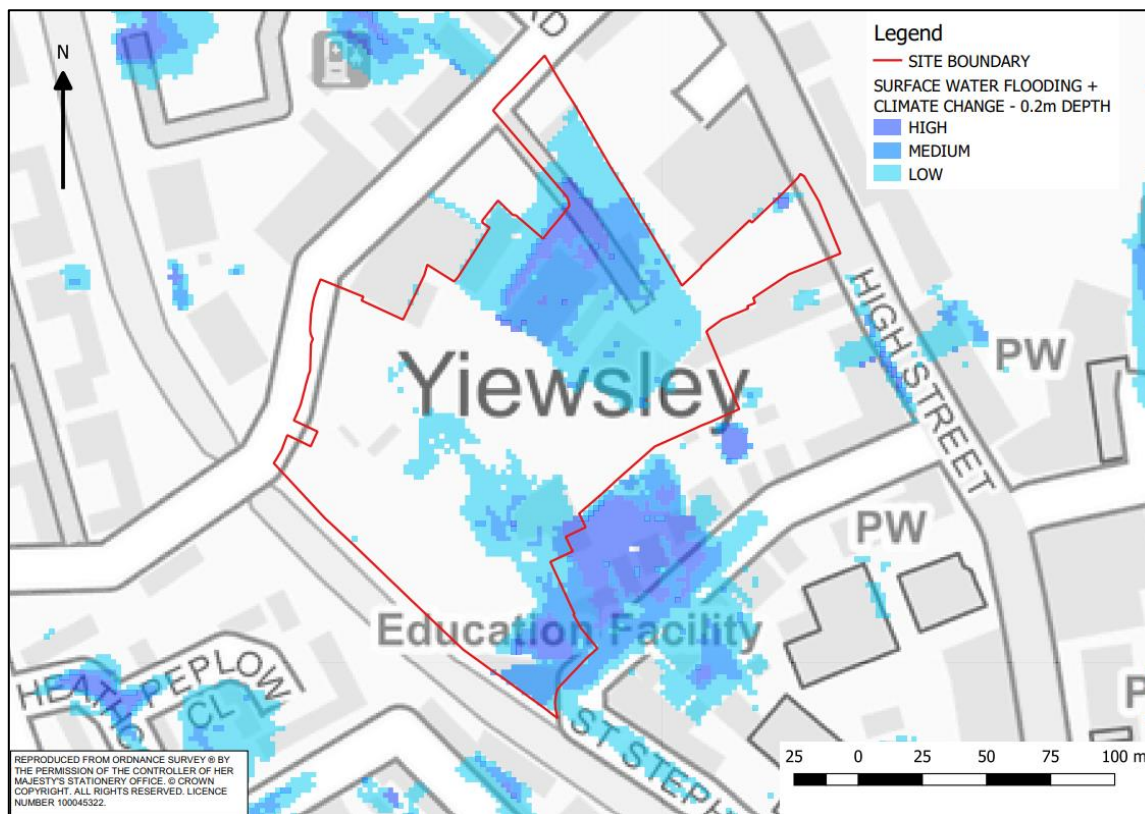 N
AD
Legend
SITE BOUNDARY
SURFACE WATER FLOODING +
CLIMATE CHANGE - 0.2m DEPTH
HIGH
MEDIUM
LOW
Yiewsley
HIGH STREET
PW
PW
Education Facility
HEATHC
PEPLOW
CL
ST STEPH
P
25 0 25 50 75 100 m
REPRODUCED FROM ORDNANCE SURVEY ® BY
THE PERMISSION OF THE CONTROLLER OF HER
MAJESTY'S STATIONERY OFFICE. © CROWN
COPYRIGHT. ALL RIGHTS RESERVED. LICENCE
NUMBER 100045322.